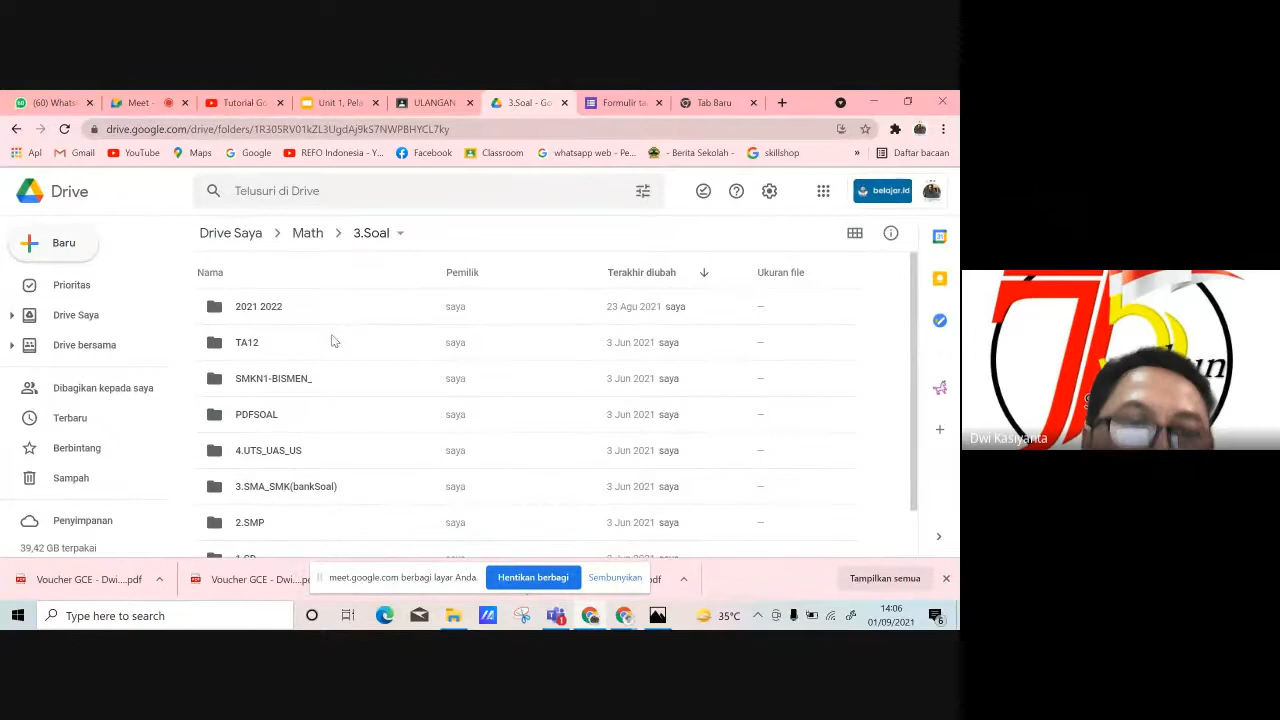 (60) Whats
Meet -
Tutorial Go
Unit 1, Pela
ULANGAN
3.Soal - Go
Formulir ta
Tab Baru
drive.google.com/drive/folders/1R305RV01kZL3UgdAj9kS7NWPBHYCL7ky
Apl
Gmail
YouTube
Maps
Google
REFO Indonesia - Y...
Facebook
Classroom
whatsapp web - Pe...
- Berita Sekolah -
skillshop
»
Daftar bacaan
Drive
Telusuri di Drive
belajar.id
Baru
Drive Saya > Math > 3.Soal
Nama Pemilik Terakhir diubah Ukuran file
Prioritas
Drive Saya
Drive bersama
Dibagikan kepada saya
Terbaru
Berbintang
Sampah
Penyimpanan
39,42 GB terpakai
2021 2022 saya 23 Agu 2021 saya —
TA12 saya 3 Jun 2021 saya —
SMKN1-BISMEN_ saya 3 Jun 2021 saya —
PDFSOAL saya 3 Jun 2021 saya —
4.UTS_UAS_US saya 3 Jun 2021 saya —
3.SMA_SMK(bankSoal) saya 3 Jun 2021 saya —
2.SMP saya 3 Jun 2021 saya —
Dwi Kasiyanta
Voucher GCE - Dwi....pdf
Voucher GCE - Dwi....p
meet.google.com berbagi layar Anda.
Hentikan berbagi
Sembunyikan
df
Tampilkan semua
Type here to search
35°C
14:06
01/09/2021